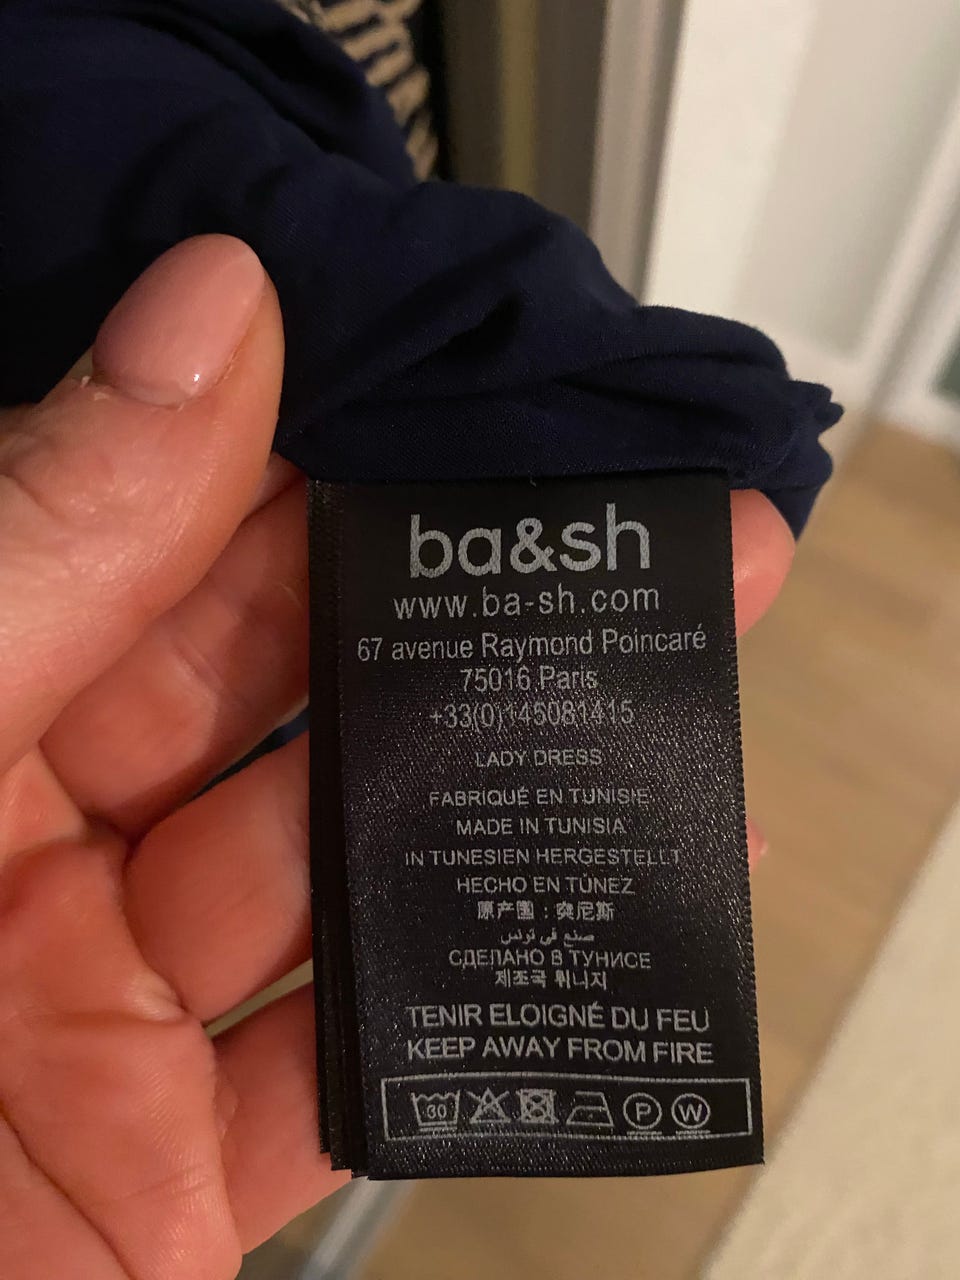 ba&sh
www.ba-sh.com
67 avenue Raymond Poincaré
75016 Paris
+33(0)145081415
LADY DRESS
FABRIQUÉ EN TUNISIE
MADE IN TUNISIA
IN TUNESIEN HERGESTELLT
HECHO EN TÚNEZ
原产国：突尼斯
صنع في تونس
СДЕЛАНО В ТУНИСЕ
제조국 튀니지
TENIR ELOIGNÉ DU FEU
KEEP AWAY FROM FIRE
30 P W